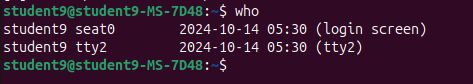 student9@student9-MS-7D48:~$ who
student9 seat0        2024-10-14 05:30 (login screen)
student9 tty2         2024-10-14 05:30 (tty2)
student9@student9-MS-7D48:~$